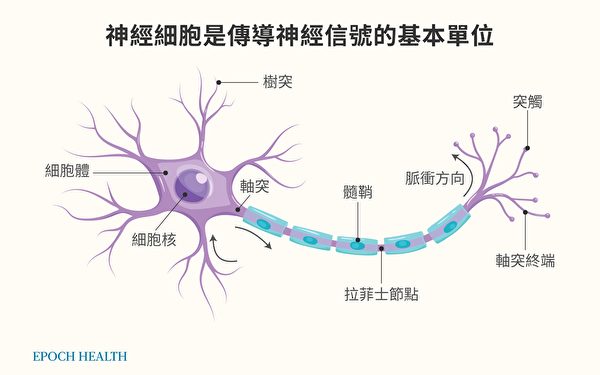 神經細胞是傳導神經信號的基本單位
樹突
突觸
細胞體
軸突
髓鞘
脈衝方向
細胞核
軸突終端
拉菲士節點
EPOCH HEALTH